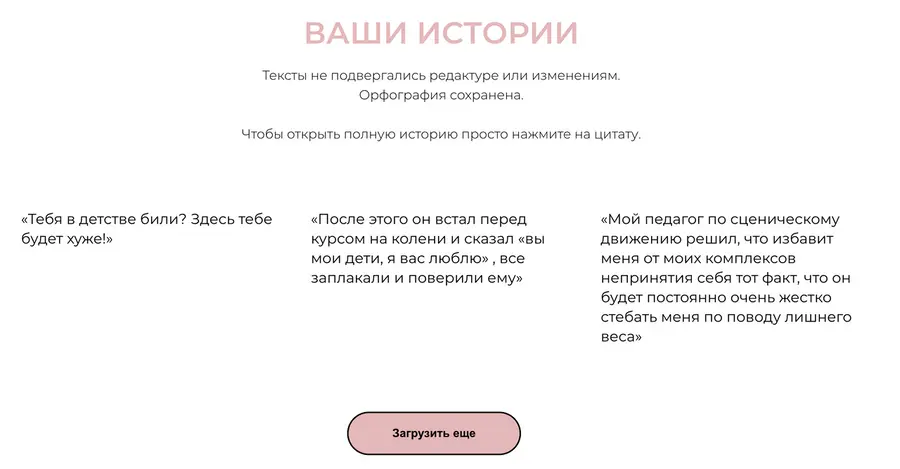 ВАШИ ИСТОРИИ
Тексты не подвергались редактуре или изменениям.
Орфография сохранена.
Чтобы открыть полную историю просто нажмите на цитату.
«Тебя в детстве били? Здесь тебе
будет хуже!»
«После этого он встал перед
курсом на колени и сказал «вы
мои дети, я вас люблю» , все
заплакали и поверили ему»
«Мой педагог по сценическому
движению решил, что избавит
меня от моих комплексов
непринятия себя тот факт, что он
будет постоянно очень жестко
стебать меня по поводу лишнего
веса»
Загрузить еще